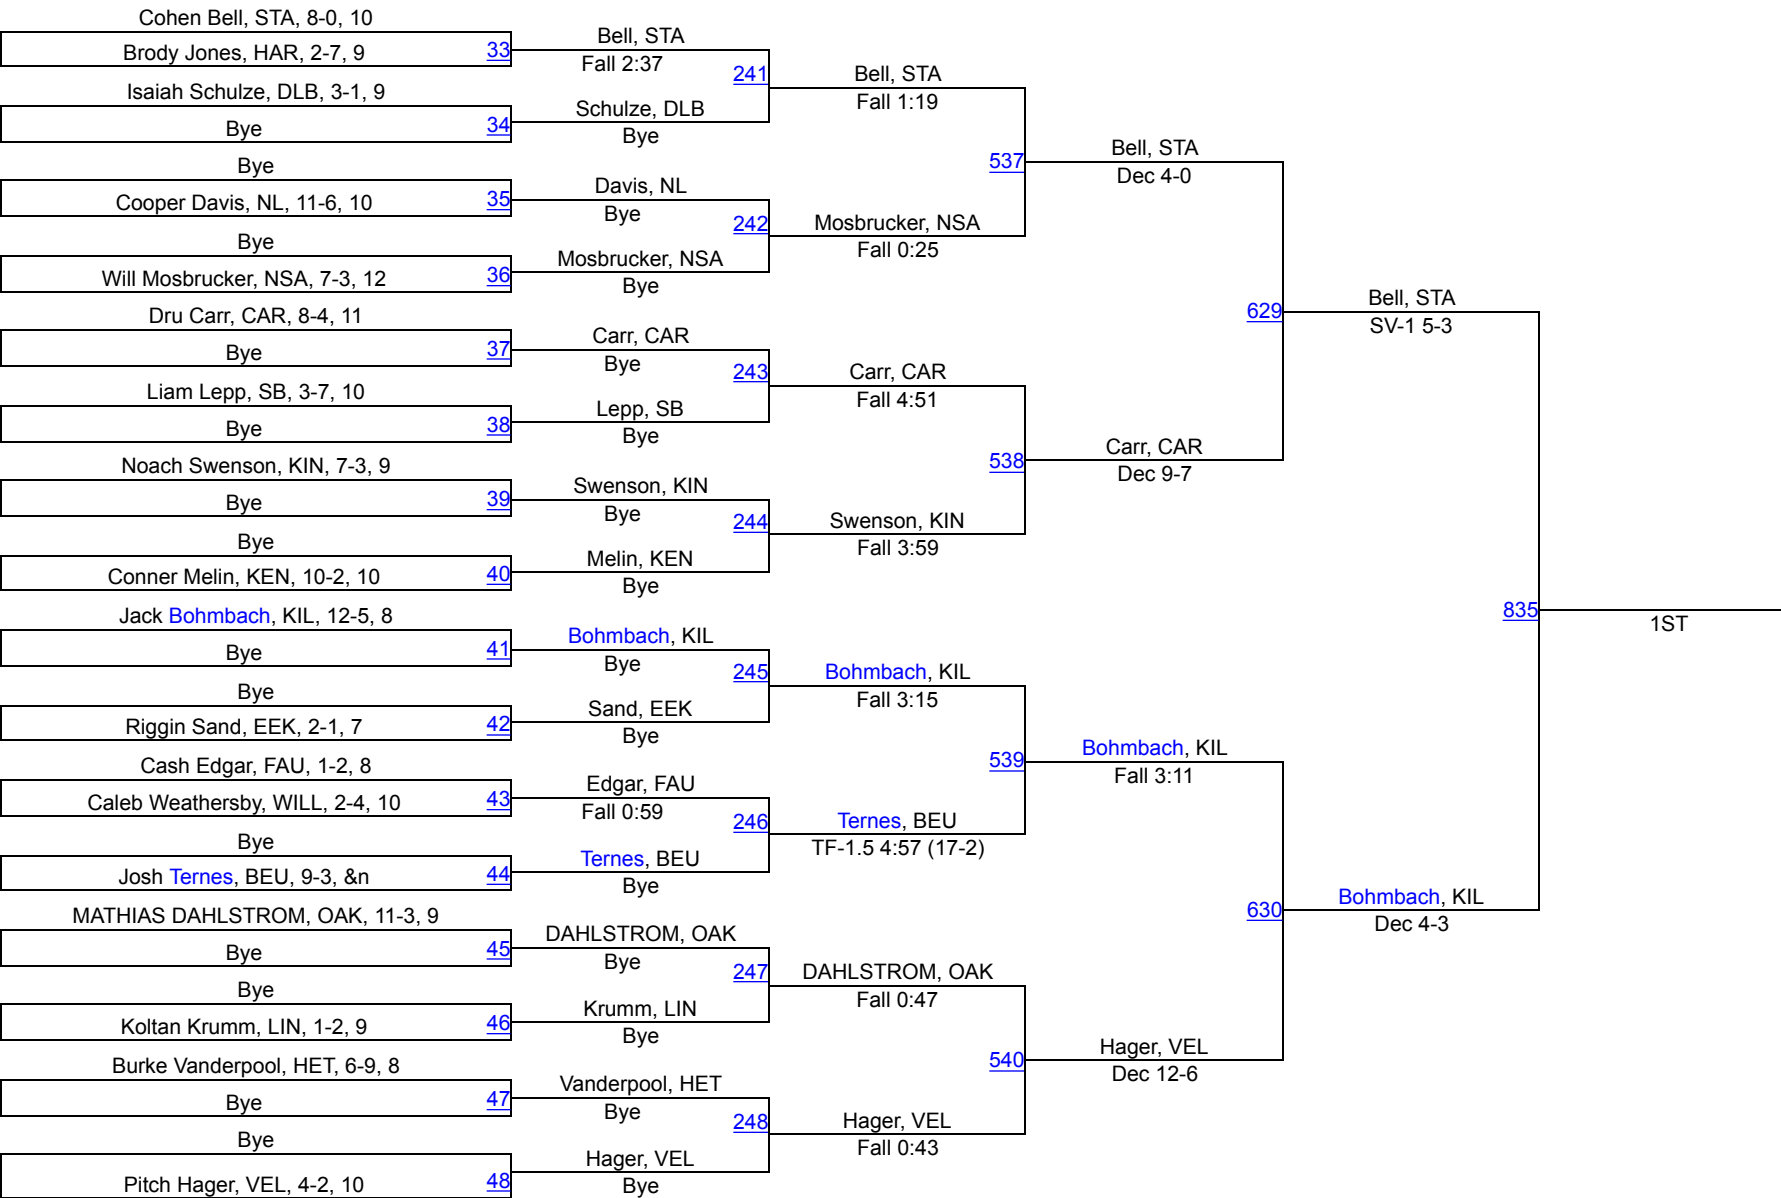 Cohen Bell, STA, 8-0, 10
Brody Jones, HAR, 2-7, 9
33
Isaiah Schulze, DLB, 3-1, 9
Bye
34
Bye
Cooper Davis, NL, 11-6, 10
35
Bye
Will Mosbrucker, NSA, 7-3, 12
36
Dru Carr, CAR, 8-4, 11
Bye
37
Liam Lepp, SB, 3-7, 10
Bye
38
Noach Swenson, KIN, 7-3, 9
Bye
39
Bye
Conner Melin, KEN, 10-2, 10
40
Jack Bohmbach, KIL, 12-5, 8
Bye
41
Bye
Riggin Sand, EEK, 2-1, 7
42
Cash Edgar, FAU, 1-2, 8
Caleb Weathersby, WILL, 2-4, 10
43
Bye
Josh Ternes, BEU, 9-3, &n
44
MATHIAS DAHLSTROM, OAK, 11-3, 9
Bye
45
Bye
Koltan Krumm, LIN, 1-2, 9
46
Burke Vanderpool, HET, 6-9, 8
Bye
47
Bye
Pitch Hager, VEL, 4-2, 10
48
Bell, STA
Fall 2:37
241
Schulze, DLB
Bye
Davis, NL
Bye
242
Mosbrucker, NSA
Bye
Carr, CAR
Bye
243
Lepp, SB
Bye
Swenson, KIN
Bye
244
Melin, KEN
Bye
Bohmbach, KIL
Bye
245
Sand, EEK
Bye
Edgar, FAU
Fall 0:59
246
Ternes, BEU
Bye
DAHLSTROM, OAK
Bye
247
Krumm, LIN
Bye
Vanderpool, HET
Bye
248
Hager, VEL
Bye
Bell, STA
Fall 1:19
537
Mosbrucker, NSA
Fall 0:25
Carr, CAR
Fall 4:51
538
Swenson, KIN
Fall 3:59
Bohmbach, KIL
Fall 3:15
539
Ternes, BEU
TF-1.5 4:57 (17-2)
DAHLSTROM, OAK
Fall 0:47
540
Hager, VEL
Fall 0:43
Bell, STA
Dec 4-0
629
Carr, CAR
Dec 9-7
Bohmbach, KIL
Fall 3:11
630
Hager, VEL
Dec 12-6
Bell, STA
SV-1 5-3
835
Bohmbach, KIL
Dec 4-3
1ST